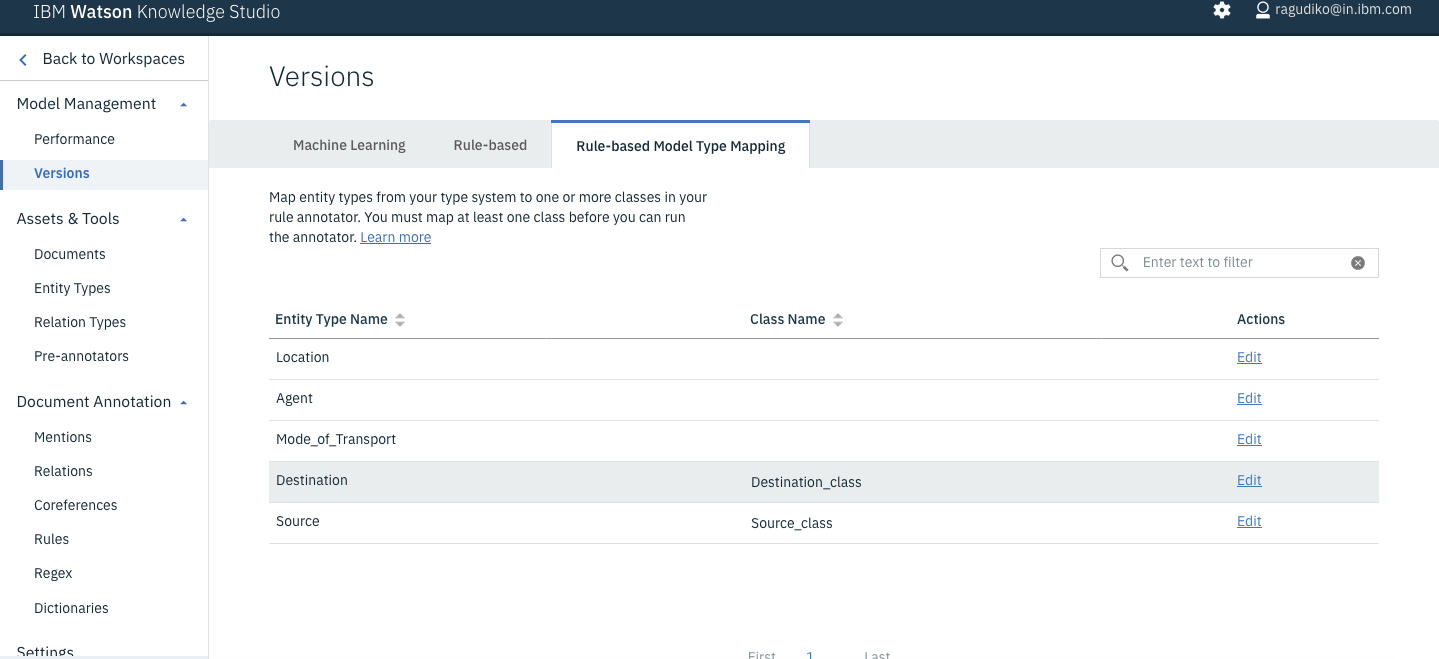 IBM Watson Knowledge Studio
ragudiko@in.ibm.com
Back to Workspaces
Model Management
Performance
Versions
Assets & Tools
Documents
Entity Types
Relation Types
Pre-annotators
Document Annotation
Mentions
Relations
Coreferences
Rules
Regex
Dictionaries
Settings
Versions
Machine Learning
Rule-based
Rule-based Model Type Mapping
Map entity types from your type system to one or more classes in your
rule annotator. You must map at least one class before you can run
the annotator. Learn more
Enter text to filter
Entity Type Name Class Name Actions
Location Edit
Agent Edit
Mode_of_Transport Edit
Destination Destination_class Edit
Source Source_class Edit
First 1 Last